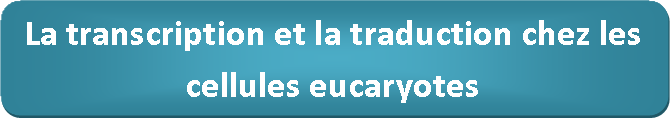 La transcription et la traduction chez les
cellules eucaryotes